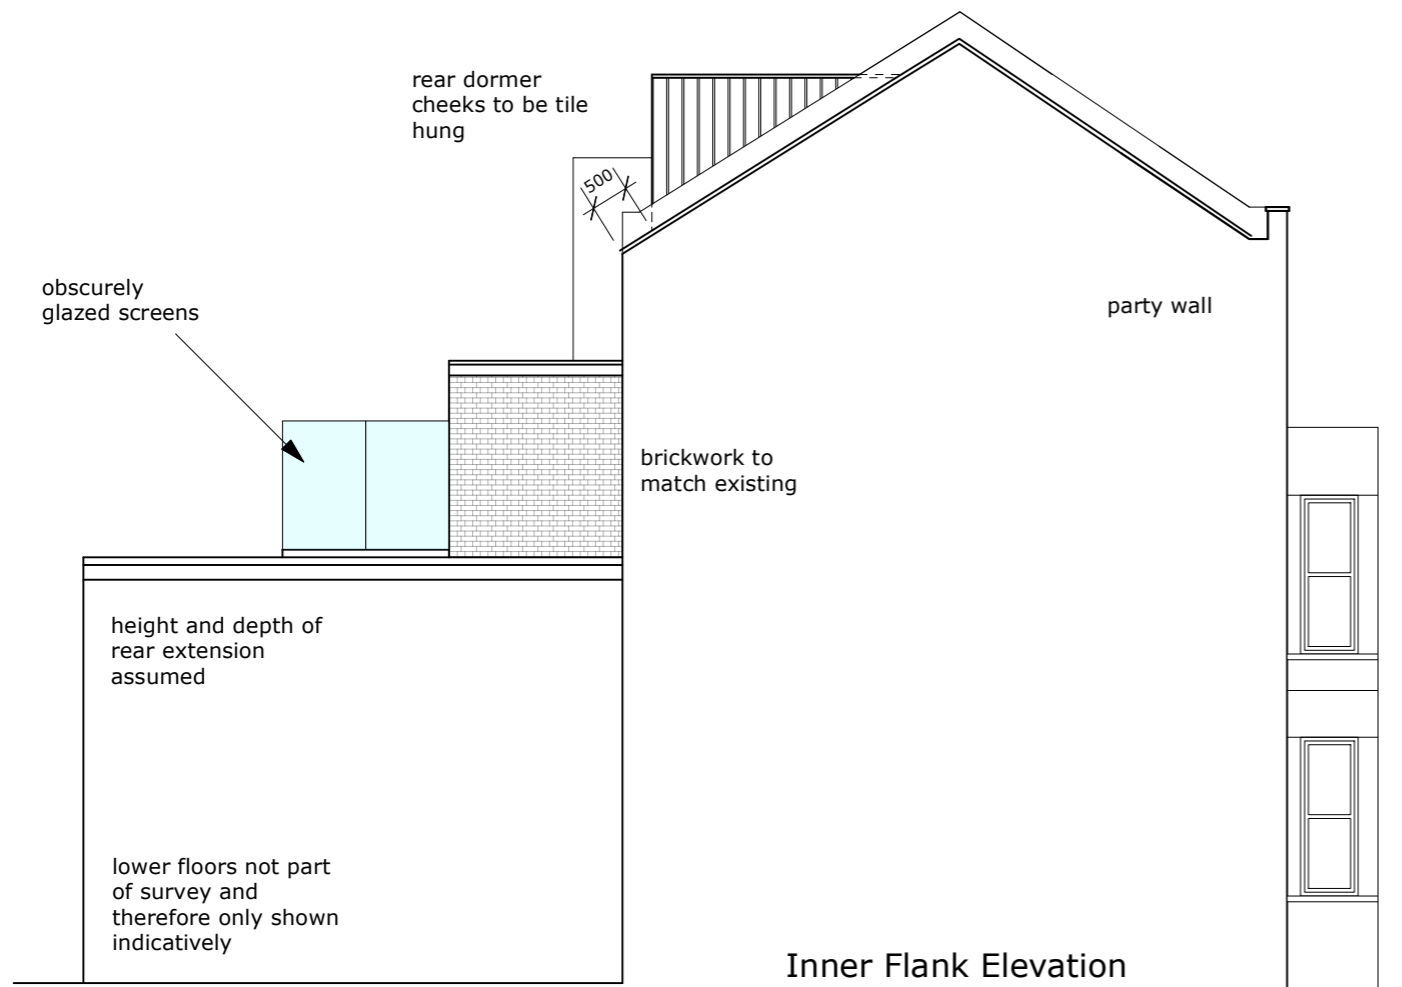 rear dormer
cheeks to be tile
hung
500
obscurely
glazed screens
party wall
brickwork to
match existing
height and depth of
rear extension
assumed
lower floors not part
of survey and
therefore only shown
indicatively
Inner Flank Elevation